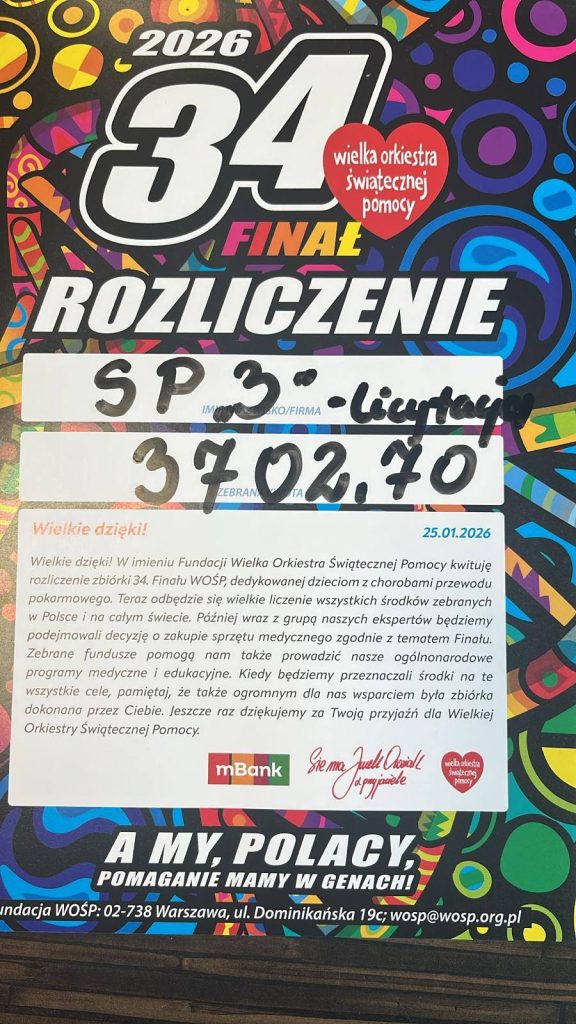 2026
34
wielka orkiestra
świątecznej
pomocy
FINAŁ
ROZLICZENIE
SP „3" - licytacja
3702,70
Wielkie dzięki!
25.01.2026
Wielkie dzięki! W imieniu Fundacji Wielka Orkiestra Świątecznej Pomocy kwituję
rozliczenie zbiórki 34. Finału WOŚP, dedykowanej dzieciom z chorobami przewodu
pokarmowego. Teraz odbędzie się wielkie liczenie wszystkich środków zebranych
w Polsce i na całym świecie. Później wraz z grupą naszych ekspertów będziemy
podejmowali decyzję o zakupie sprzętu medycznego zgodnie z tematem Finału.
Zebrane fundusze pomogą nam także prowadzić nasze ogólnonarodowe
programy medyczne i edukacyjne. Kiedy będziemy przeznaczali środki na te
wszystkie cele, pamiętaj, że także ogromnym dla nas wsparciem była zbiórka
dokonana przez Ciebie. Jeszcze raz dziękujemy za Twoją przyjaźń dla Wielkiej
Orkiestry Świątecznej Pomocy.
mBank
Sie ma Jurek Owsiak
z przyjaciele
wielka orkiestra
świątecznej
pomocy
A MY, POLACY,
POMAGANIE MAMY W GENACH!
undacja WOŚP: 02-738 Warszawa, ul. Dominikańska 19c; wosp@wosp.org.pl